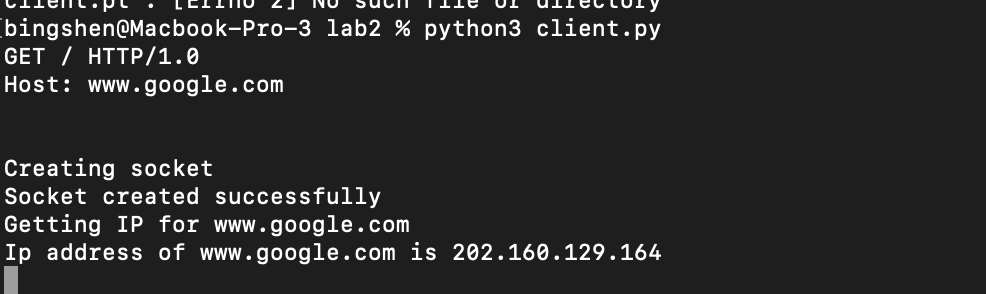 client.pt': [Errno 2] No such file or directory
[bingshen@Macbook-Pro-3 lab2 % python3 client.py
GET / HTTP/1.0
Host: www.google.com
Creating socket
Socket created successfully
Getting IP for www.google.com
Ip address of www.google.com is 202.160.129.164